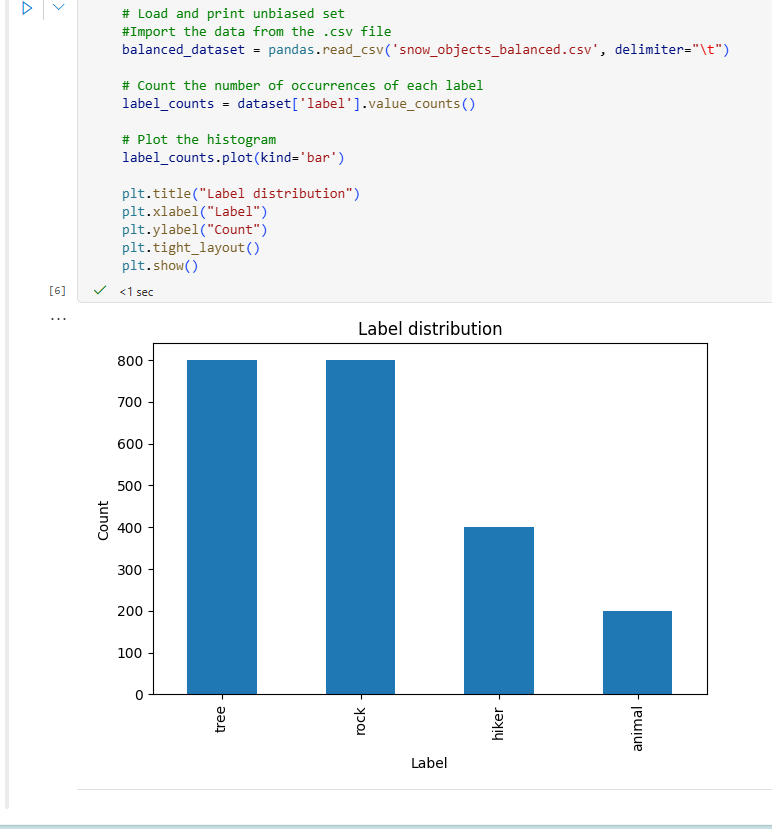 # Load and print unbiased set
#Import the data from the .csv file
balanced_dataset = pandas.read_csv('snow_objects_balanced.csv', delimiter="\t")
# Count the number of occurrences of each label
label_counts = dataset['label'].value_counts()
# Plot the histogram
label_counts.plot(kind='bar')
plt.title("Label distribution")
plt.xlabel("Label")
plt.ylabel("Count")
plt.tight_layout()
plt.show()
[6]
<1 sec
...
Label distribution
800
700
600
500
400
300
200
100
0
Count
tree
rock
hiker
animal
Label